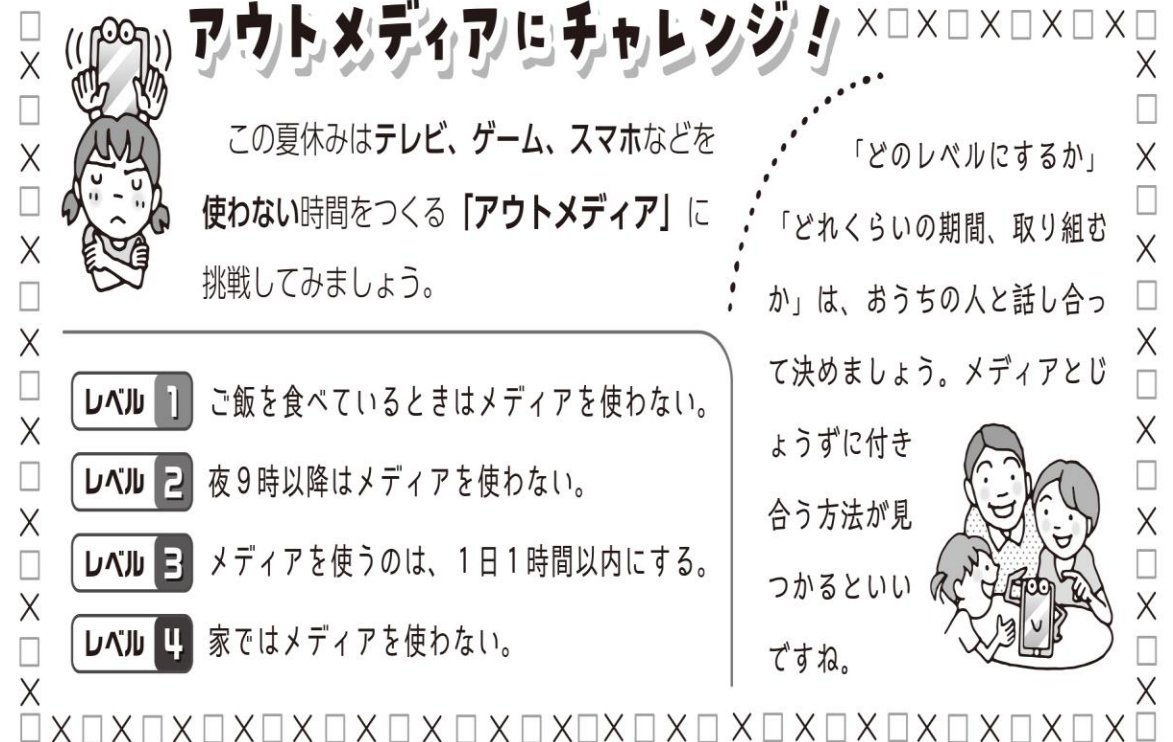 アウトメディアにチャレンジ！
この夏休みはテレビ、ゲーム、スマホなどを
使わない時間をつくる「アウトメディア」に
挑戦してみましょう。
レベル 1 ご飯を食べているときはメディアを使わない。
レベル 2 夜９時以降はメディアを使わない。
レベル 3 メディアを使うのは、１日１時間以内にする。
レベル 4 家ではメディアを使わない。
「どのレベルにするか」
「どれくらいの期間、取り組む
か」は、おうちの人と話し合っ
て決めましょう。メディアとじ
ょうずに付き
合う方法が見
つかるといい
ですね。